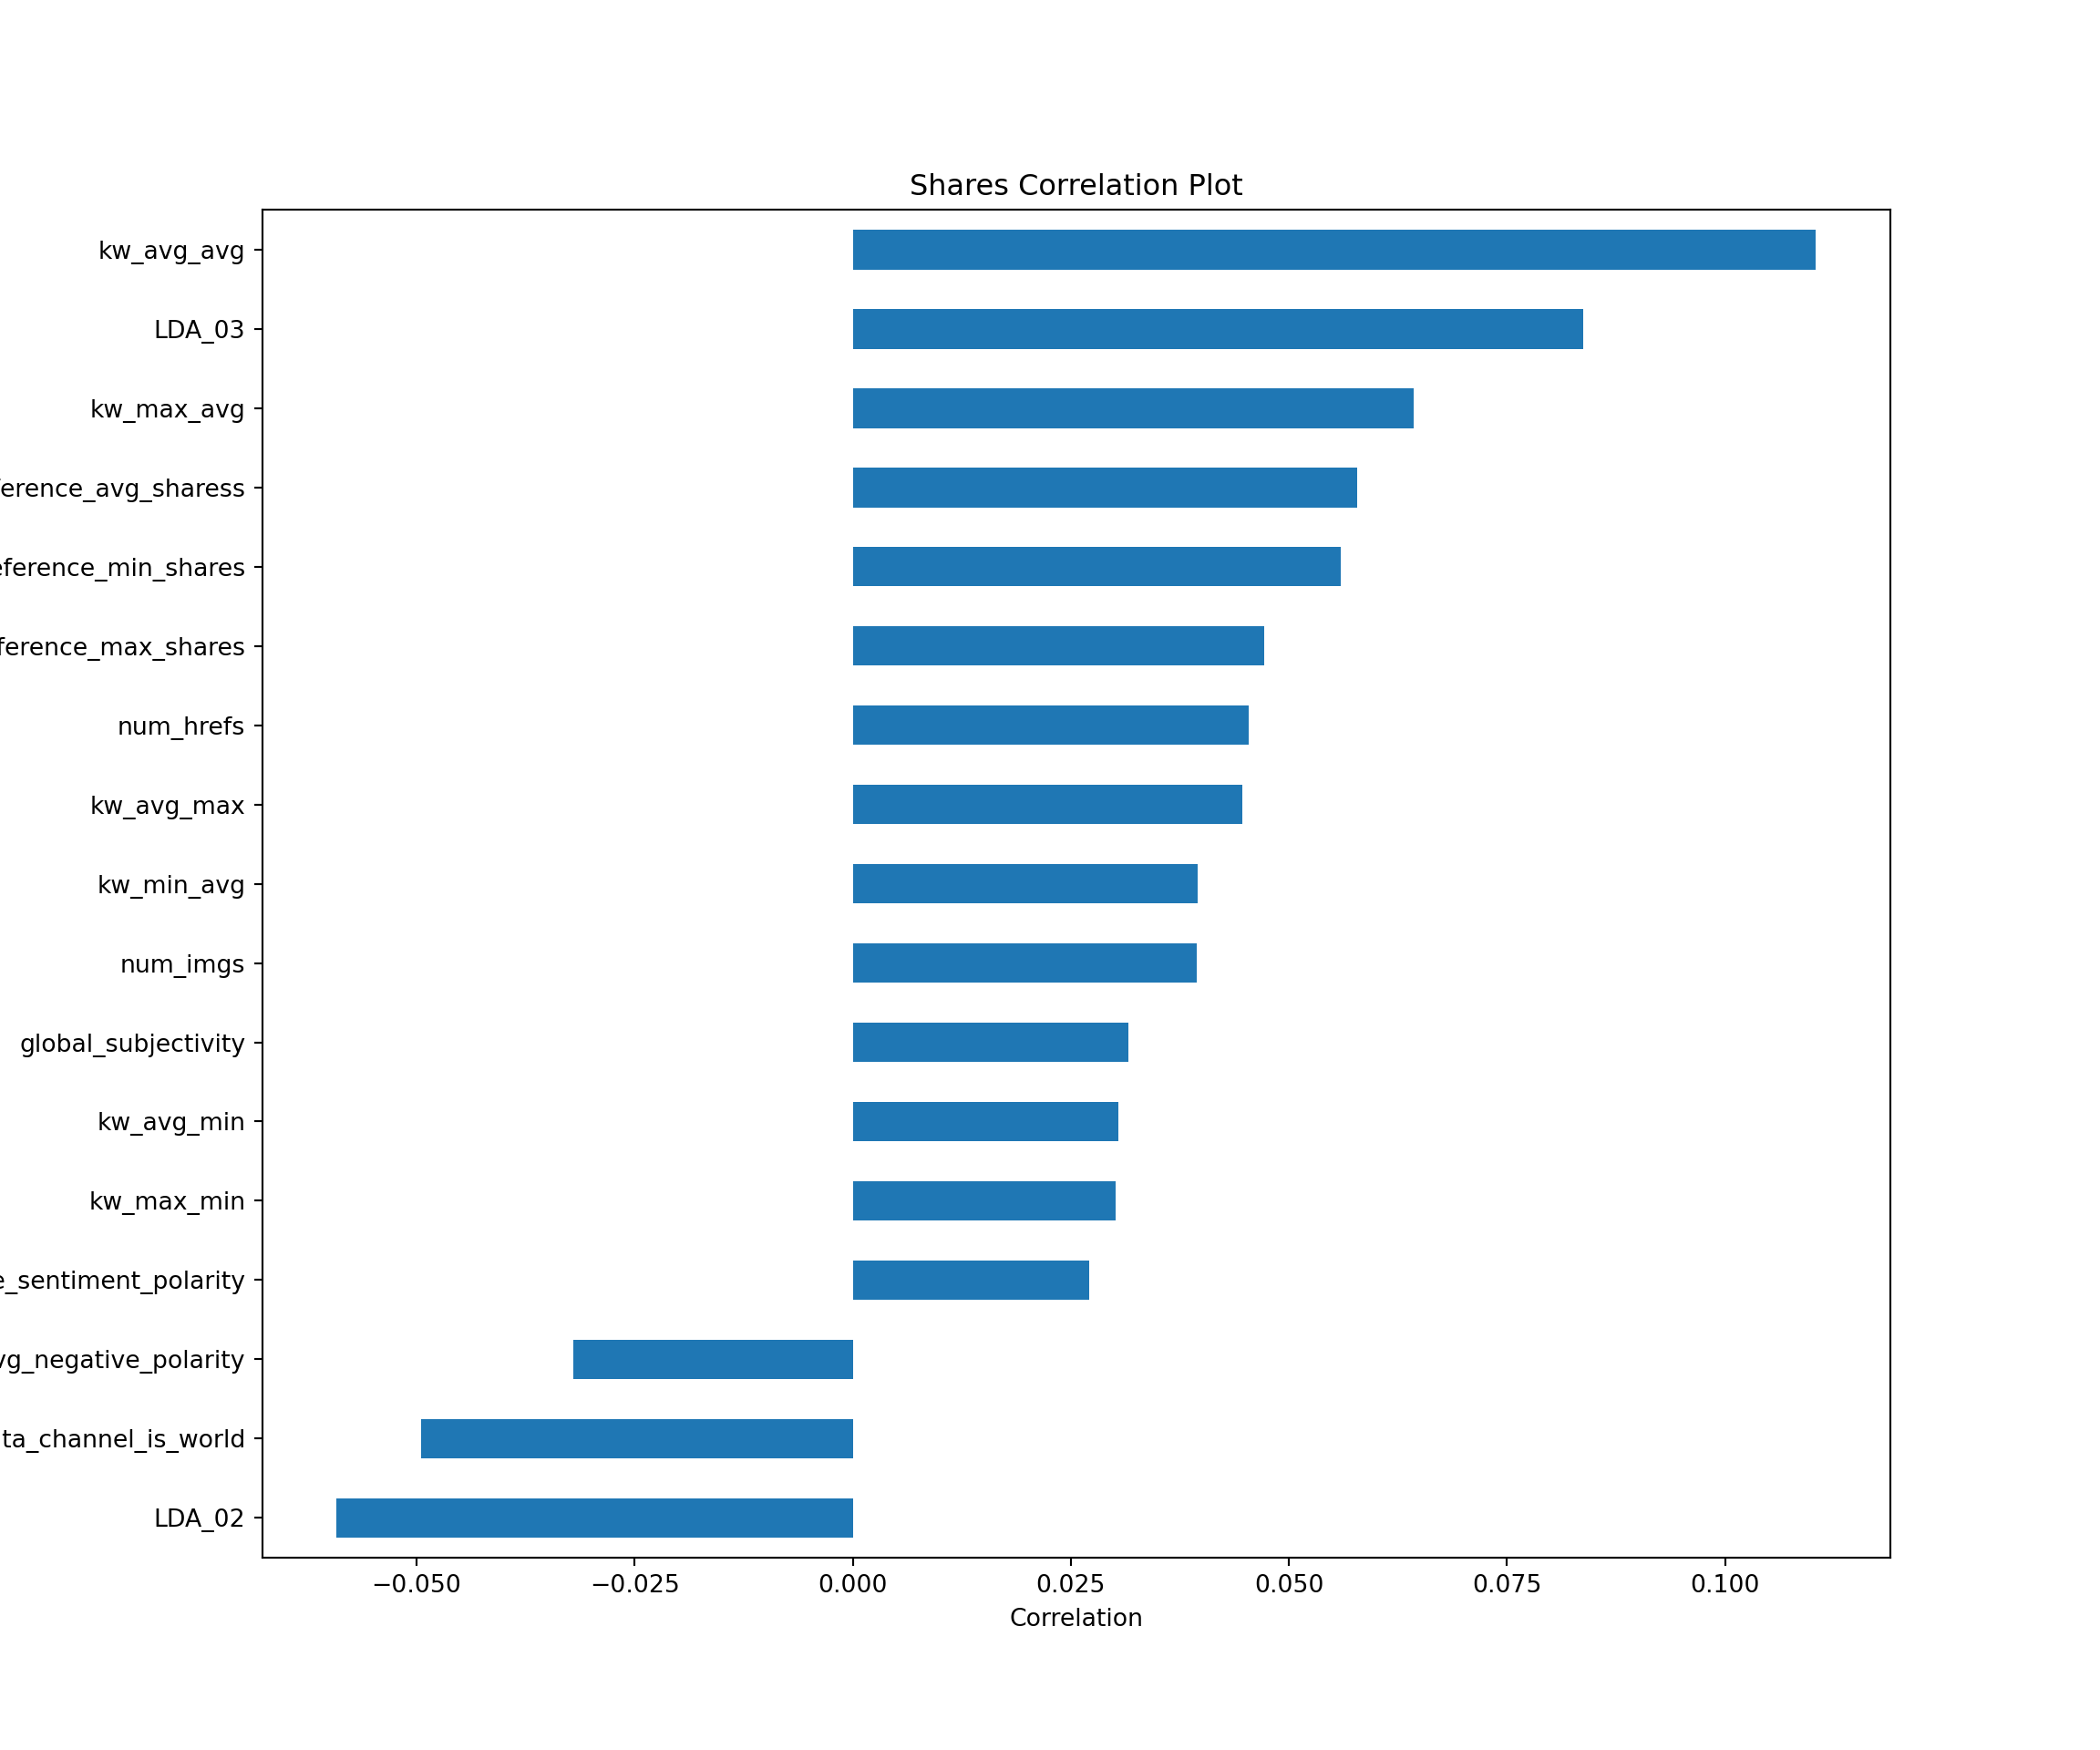 Shares Correlation Plot
kw_avg_avg
LDA_03
kw_max_avg
erence_avg_sharess
eference_min_shares
ference_max_shares
num_hrefs
kw_avg_max
kw_min_avg
num_imgs
global_subjectivity
kw_avg_min
kw_max_min
e_sentiment_polarity
vg_negative_polarity
ta_channel_is_world
LDA_02
−0.050 −0.025 0.000 0.025 0.050 0.075 0.100
Correlation